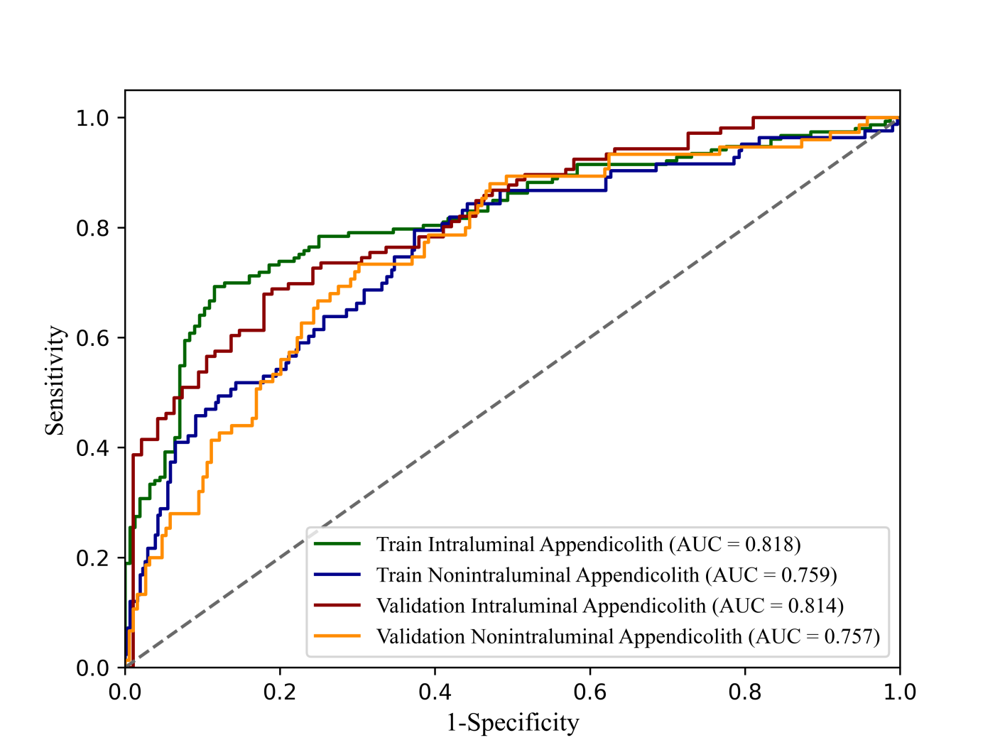 1.0
0.8
0.6
0.4
0.2
0.0
Sensitivity
Train Intraluminal Appendicolith (AUC = 0.818)
Train Nonintraluminal Appendicolith (AUC = 0.759)
Validation Intraluminal Appendicolith (AUC = 0.814)
Validation Nonintraluminal Appendicolith (AUC = 0.757)
0.0 0.2 0.4 0.6 0.8 1.0
1-Specificity